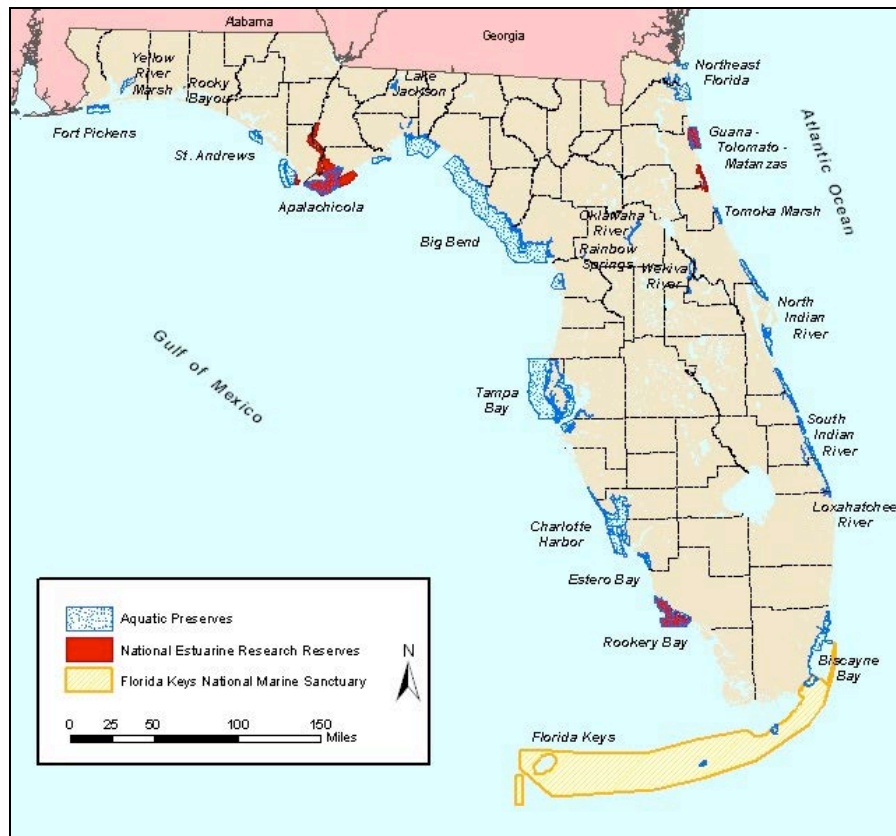 Alabama
Georgia
Yellow
River
Marsh
Rocky
Bayou
Lake
Jackson
Northeast
Florida
Fort Pickens
St. Andrews
Apalachicola
Guana -
Tolomato -
Matanzas
Atlantic Ocean
Tomoka Marsh
Big Bend
Oklawaha
River
Rainbow
Springs
Wekiva
River
North
Indian
River
Gulf of Mexico
Tampa
Bay
South
Indian
River
Loxahatchee
River
Charlotte
Harbor
Estero Bay
Rookery Bay
Biscayne
Bay
Florida Keys
Aquatic Preserves
National Estuarine Research Reserves
Florida Keys National Marine Sanctuary
N
0 25 50 100 150
Miles